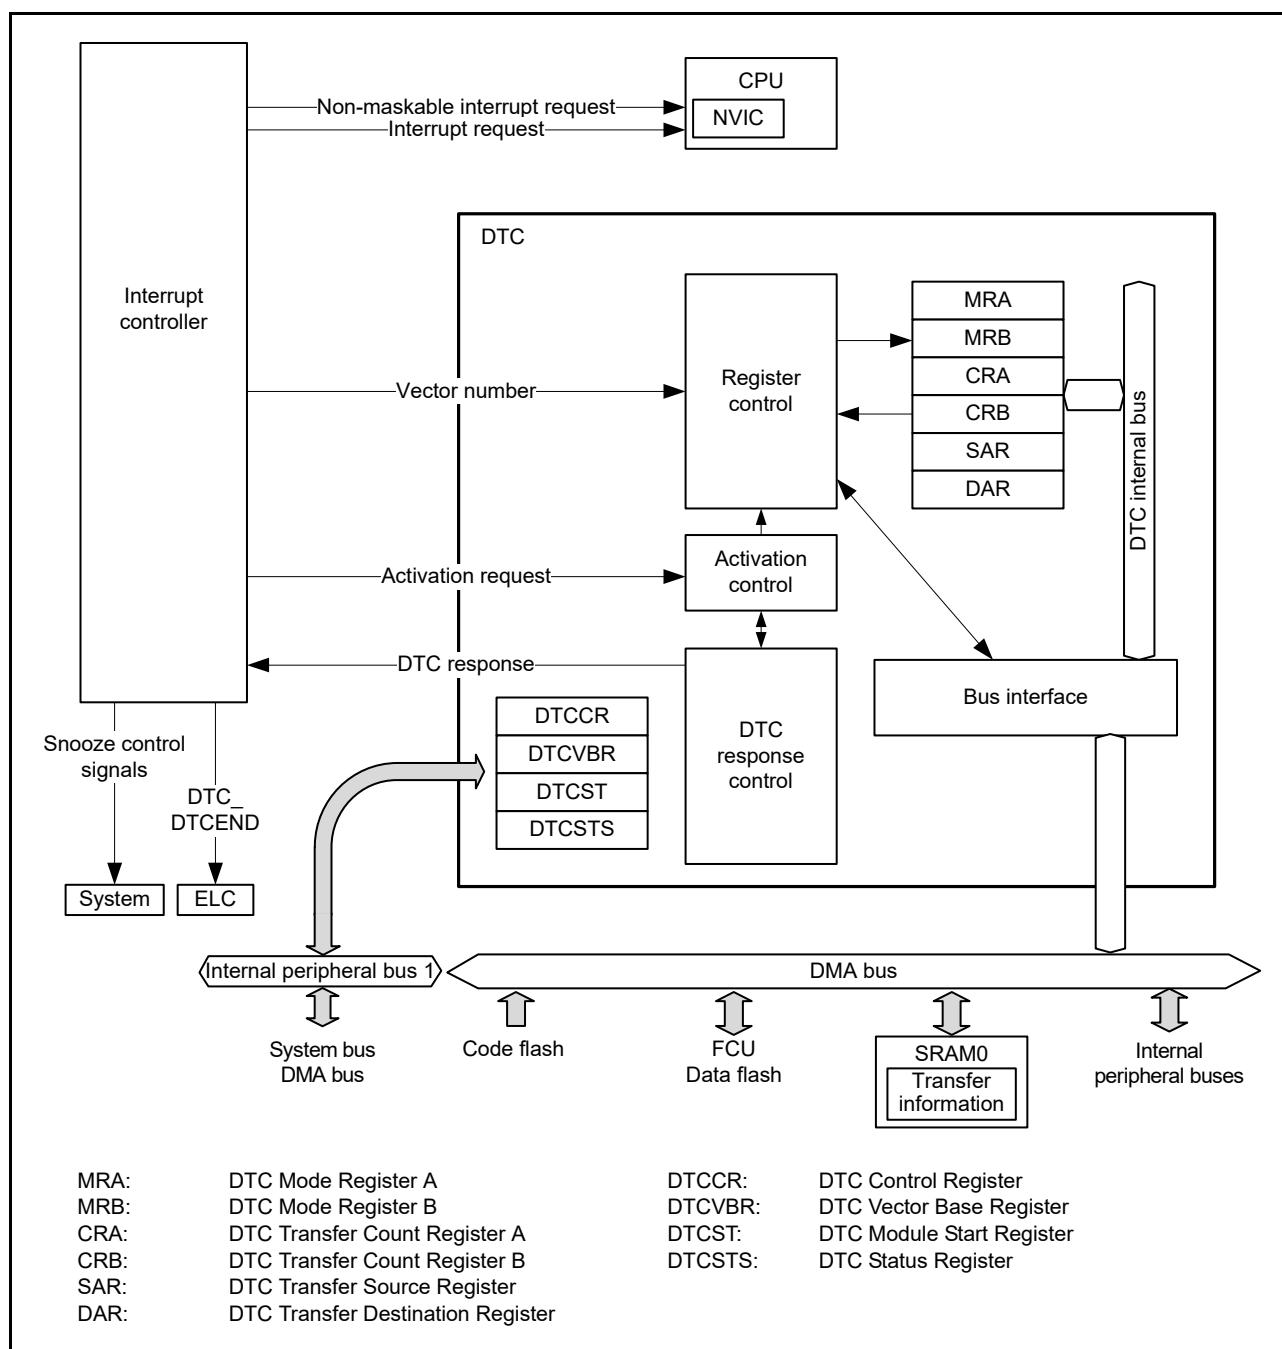 CPU
Non-maskable interrupt request
NVIC
Interrupt request
DTC
Interrupt
controller
MRA
MRB
CRA
CRB
SAR
DAR
Register
control
Vector number
DTC internal bus
Activation request
Activation
control
DTC response
Bus interface
DTCCR
DTCVBR
DTCST
DTCSTS
DTC
response
control
Snooze control
signals
DTC_
DTCEND
System
ELC
Internal peripheral bus 1
DMA bus
System bus
DMA bus
Code flash
FCU
Data flash
SRAM0
Transfer
information
Internal
peripheral buses
MRA: DTC Mode Register A
MRB: DTC Mode Register B
CRA: DTC Transfer Count Register A
CRB: DTC Transfer Count Register B
SAR: DTC Transfer Source Register
DAR: DTC Transfer Destination Register
DTCCR: DTC Control Register
DTCVBR: DTC Vector Base Register
DTCST: DTC Module Start Register
DTCSTS: DTC Status Register